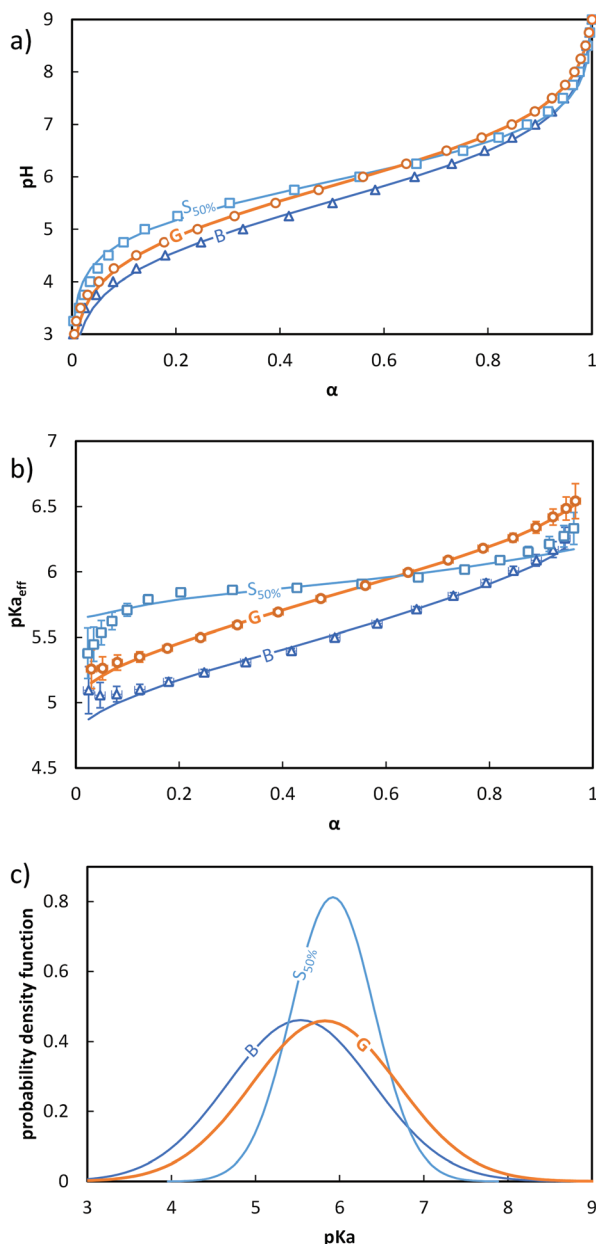 a)
9
8
7
6
5
4
3
pH
S50%
G
B
0 0.2 0.4 0.6 0.8 1
α
b)
7
6.5
6
5.5
5
4.5
pKaeff
S50%
G
B
0 0.2 0.4 0.6 0.8 1
α
c)
0.8
0.6
0.4
0.2
0
probability density function
S50%
B
G
3 4 5 6 7 8 9
pKa